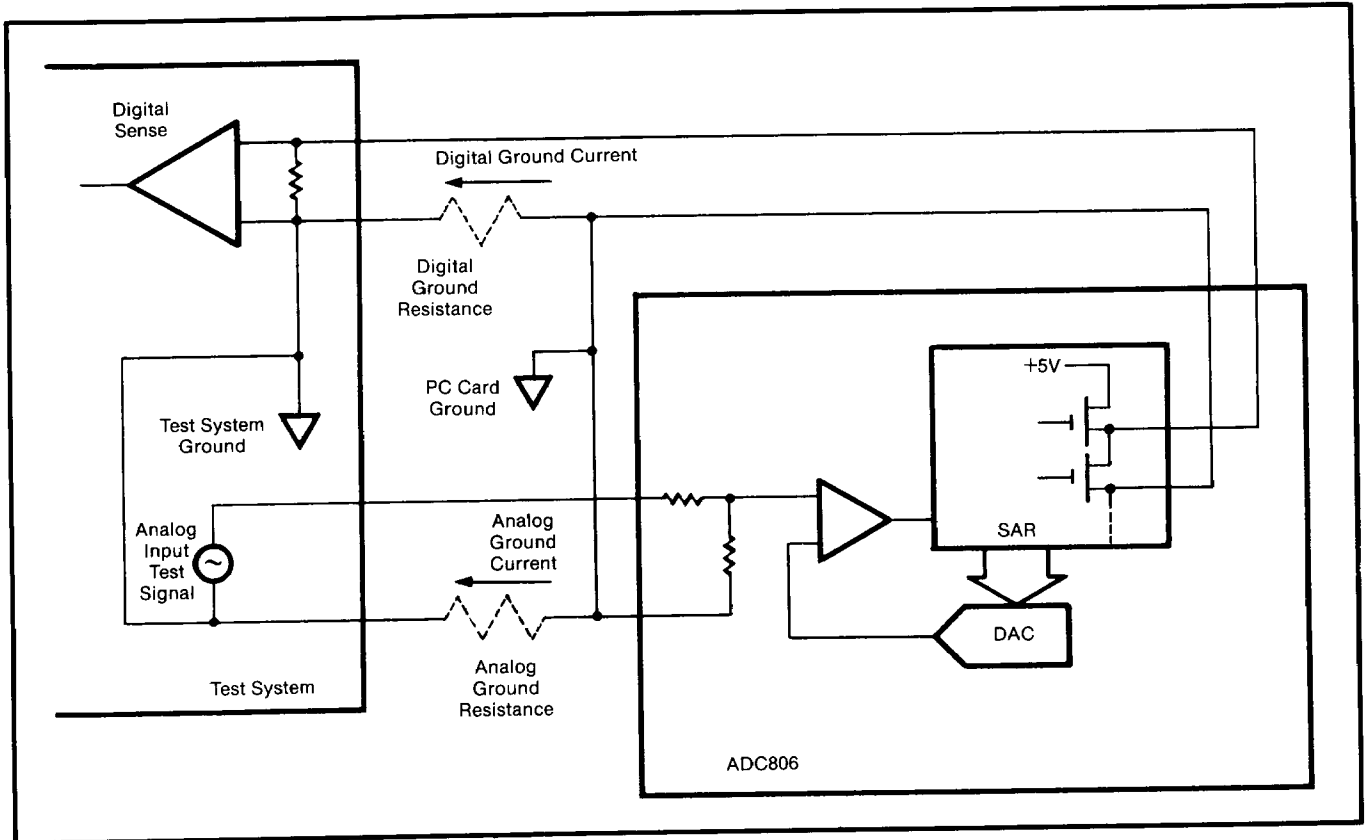 Digital
Sense
Digital Ground Current
Digital
Ground
Resistance
PC Card
Ground
Test System
Ground
+5V
SAR
Analog
Input
Test
Signal
~
Analog
Ground
Current
DAC
Analog
Ground
Resistance
Test System
ADC806